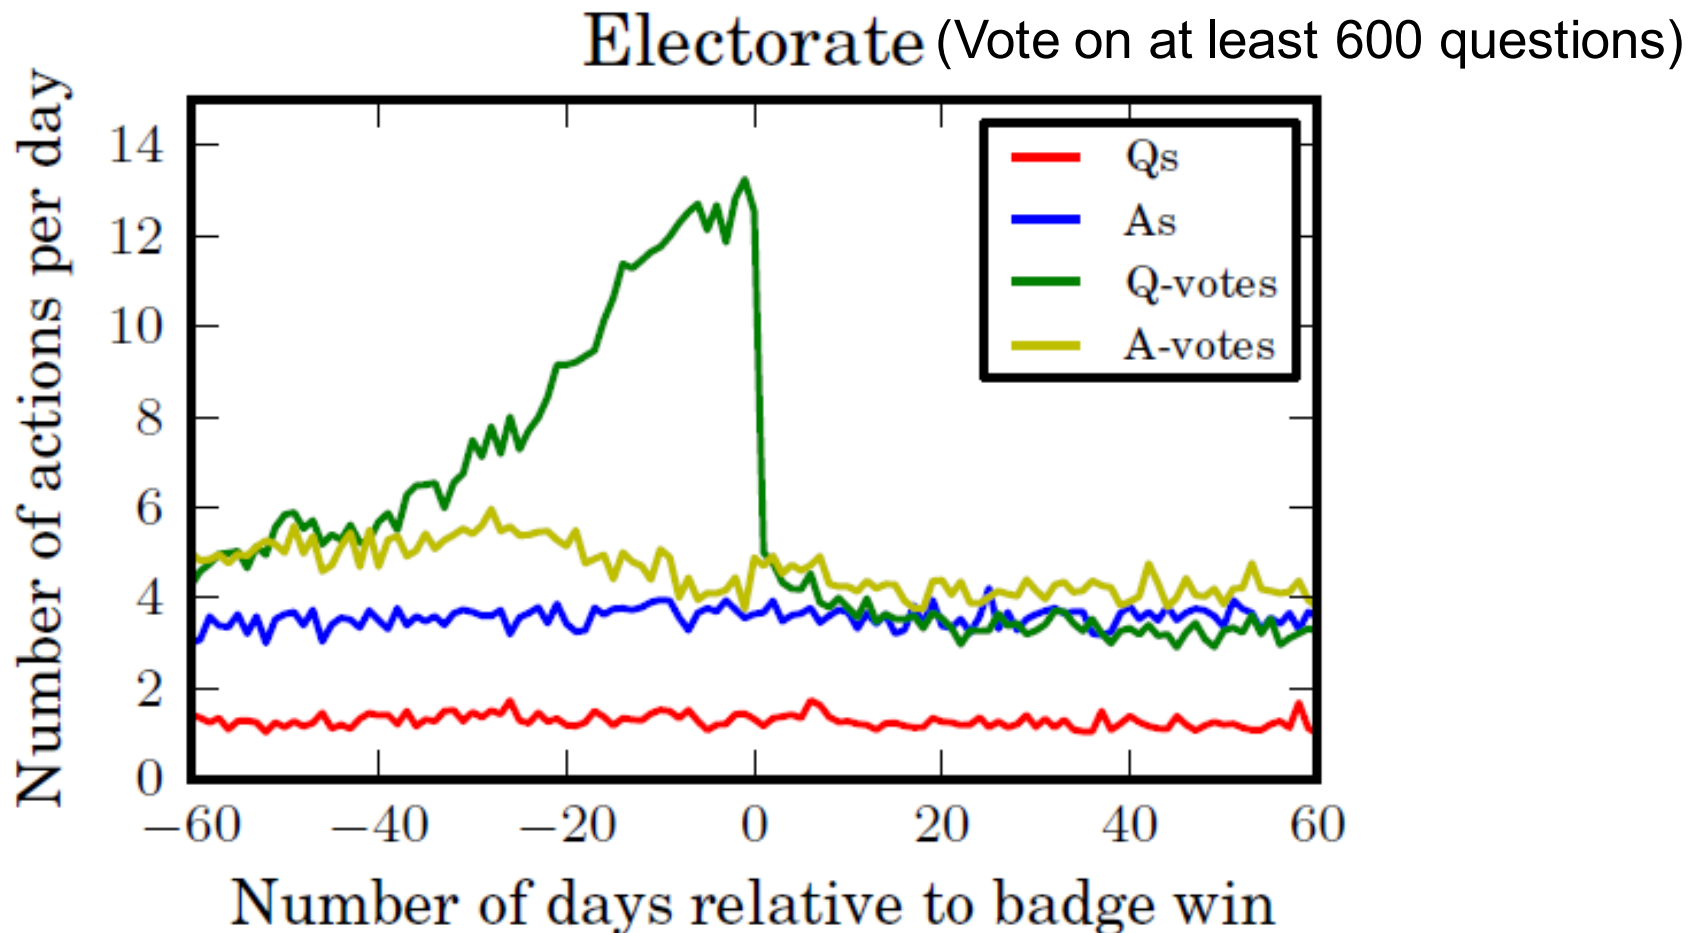 Electorate (Vote on at least 600 questions)
Number of actions per day
14
12
10
8
6
4
2
0
Qs
As
Q-votes
A-votes
−60 −40 −20 0 20 40 60
Number of days relative to badge win